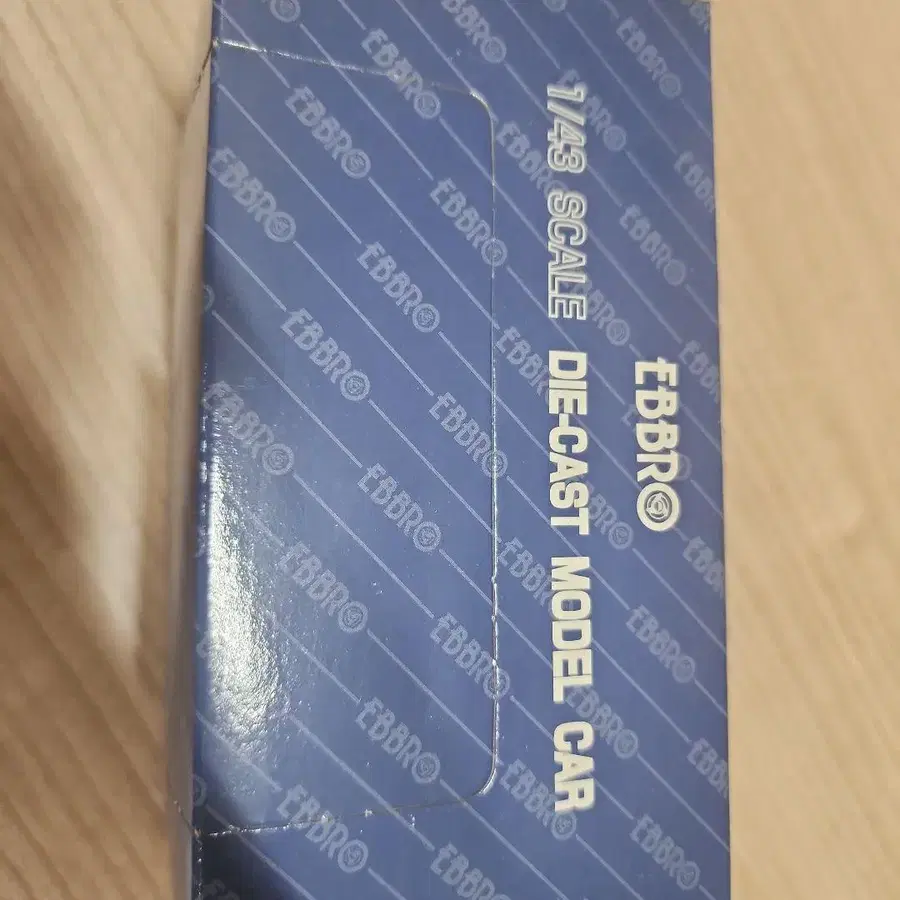 EBBRO
1/43 SCALE DIE-CAST MODEL CAR